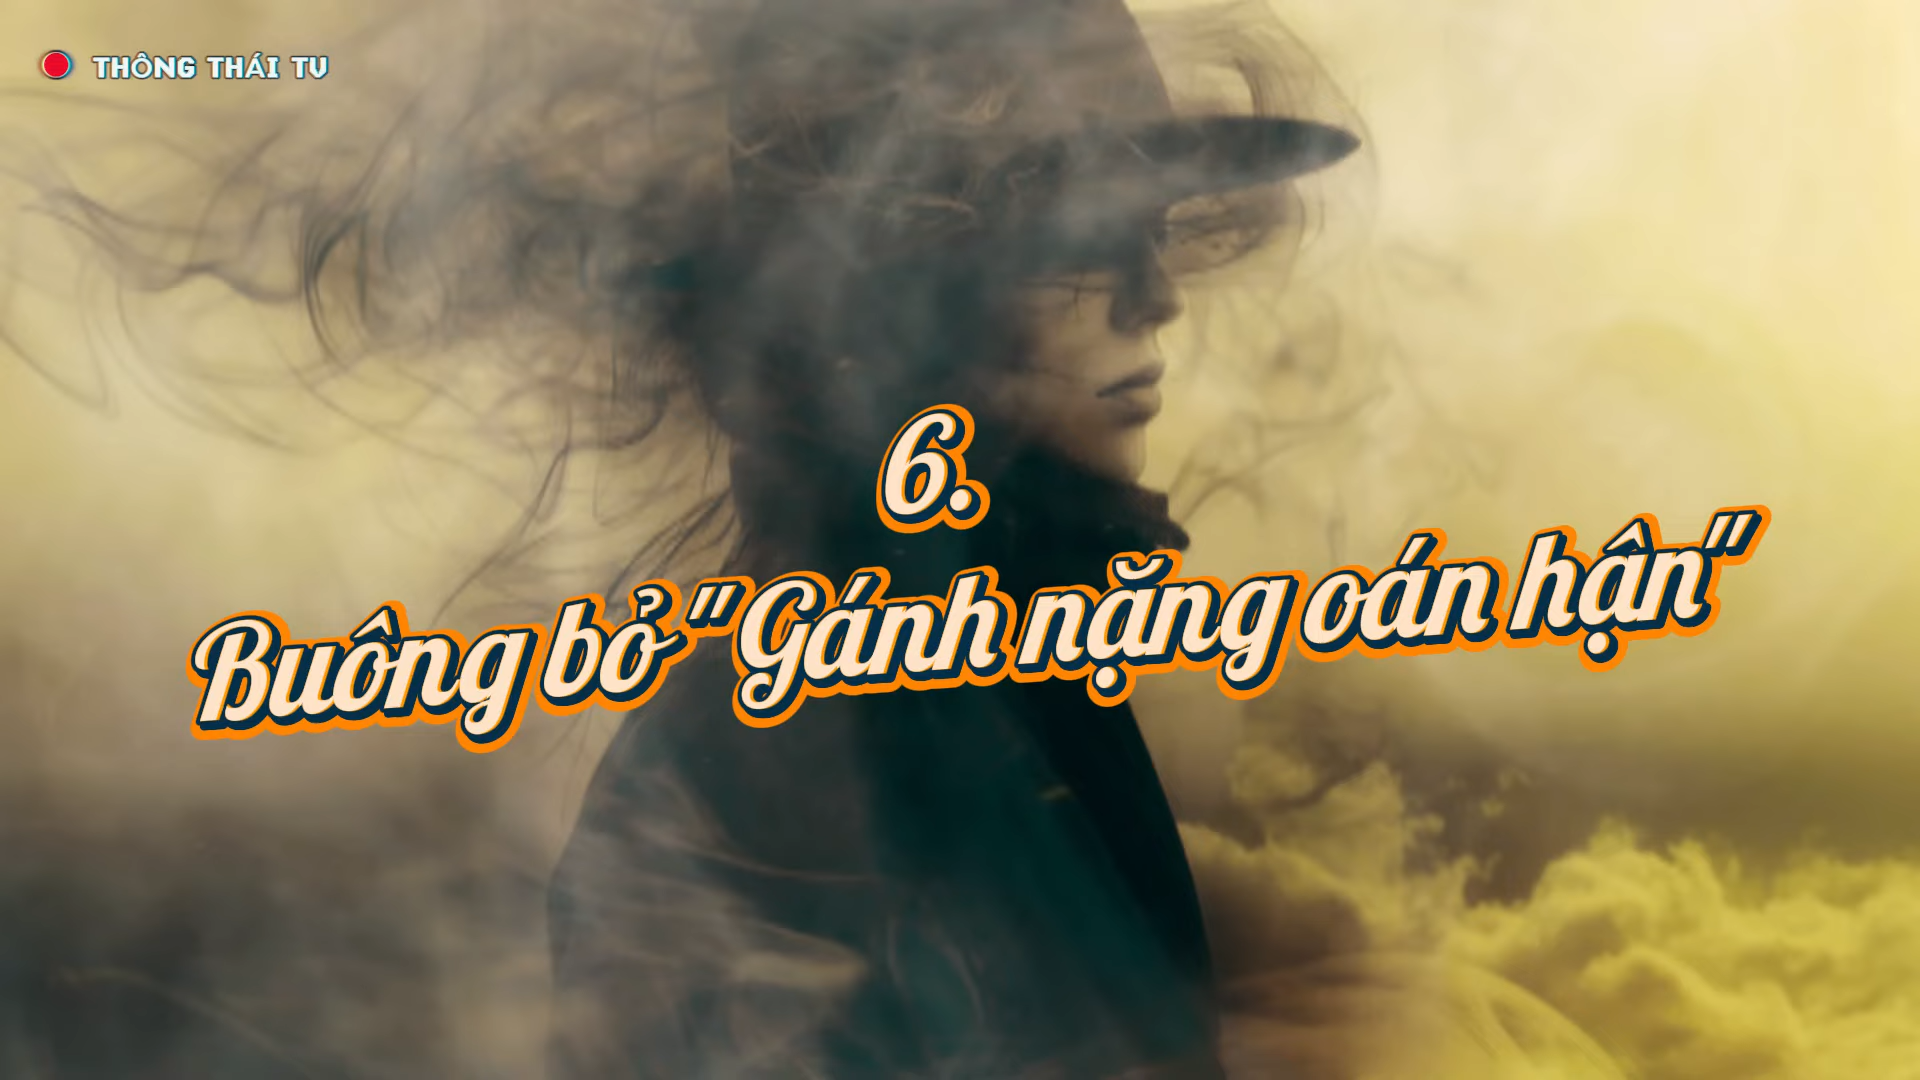 THÔNG THÁI TV
6.
Buông bỏ "Gánh nặng oán hận"